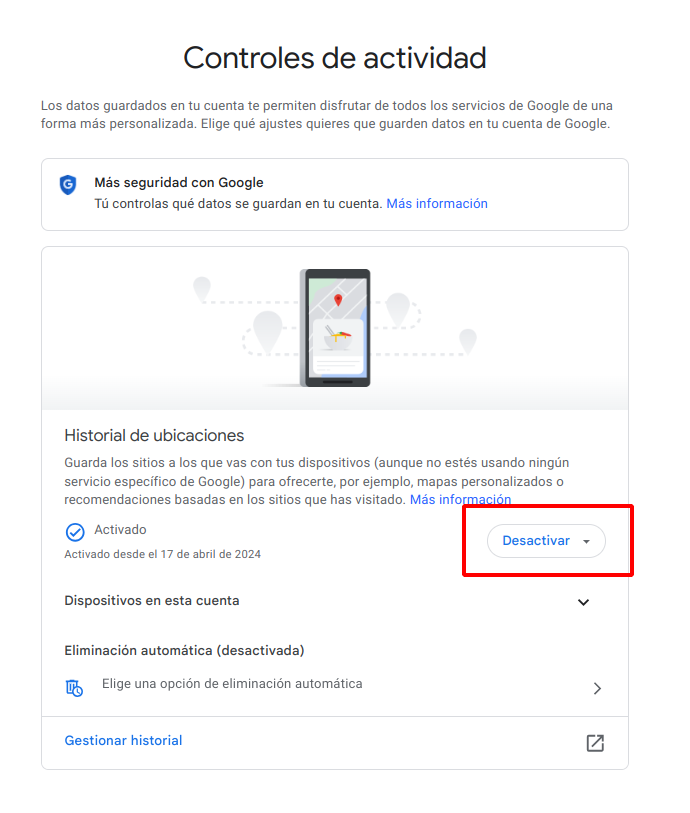 Controles de actividad
Los datos guardados en tu cuenta te permiten disfrutar de todos los servicios de Google de una
forma más personalizada. Elige qué ajustes quieres que guarden datos en tu cuenta de Google.
G
Más seguridad con Google
Tú controlas qué datos se guardan en tu cuenta. Más información
Historial de ubicaciones
Guarda los sitios a los que vas con tus dispositivos (aunque no estés usando ningún
servicio específico de Google) para ofrecerte, por ejemplo, mapas personalizados o
recomendaciones basadas en los sitios que has visitado. Más información
Activado
Activado desde el 17 de abril de 2024
Desactivar
Dispositivos en esta cuenta
Eliminación automática (desactivada)
Elige una opción de eliminación automática
Gestionar historial